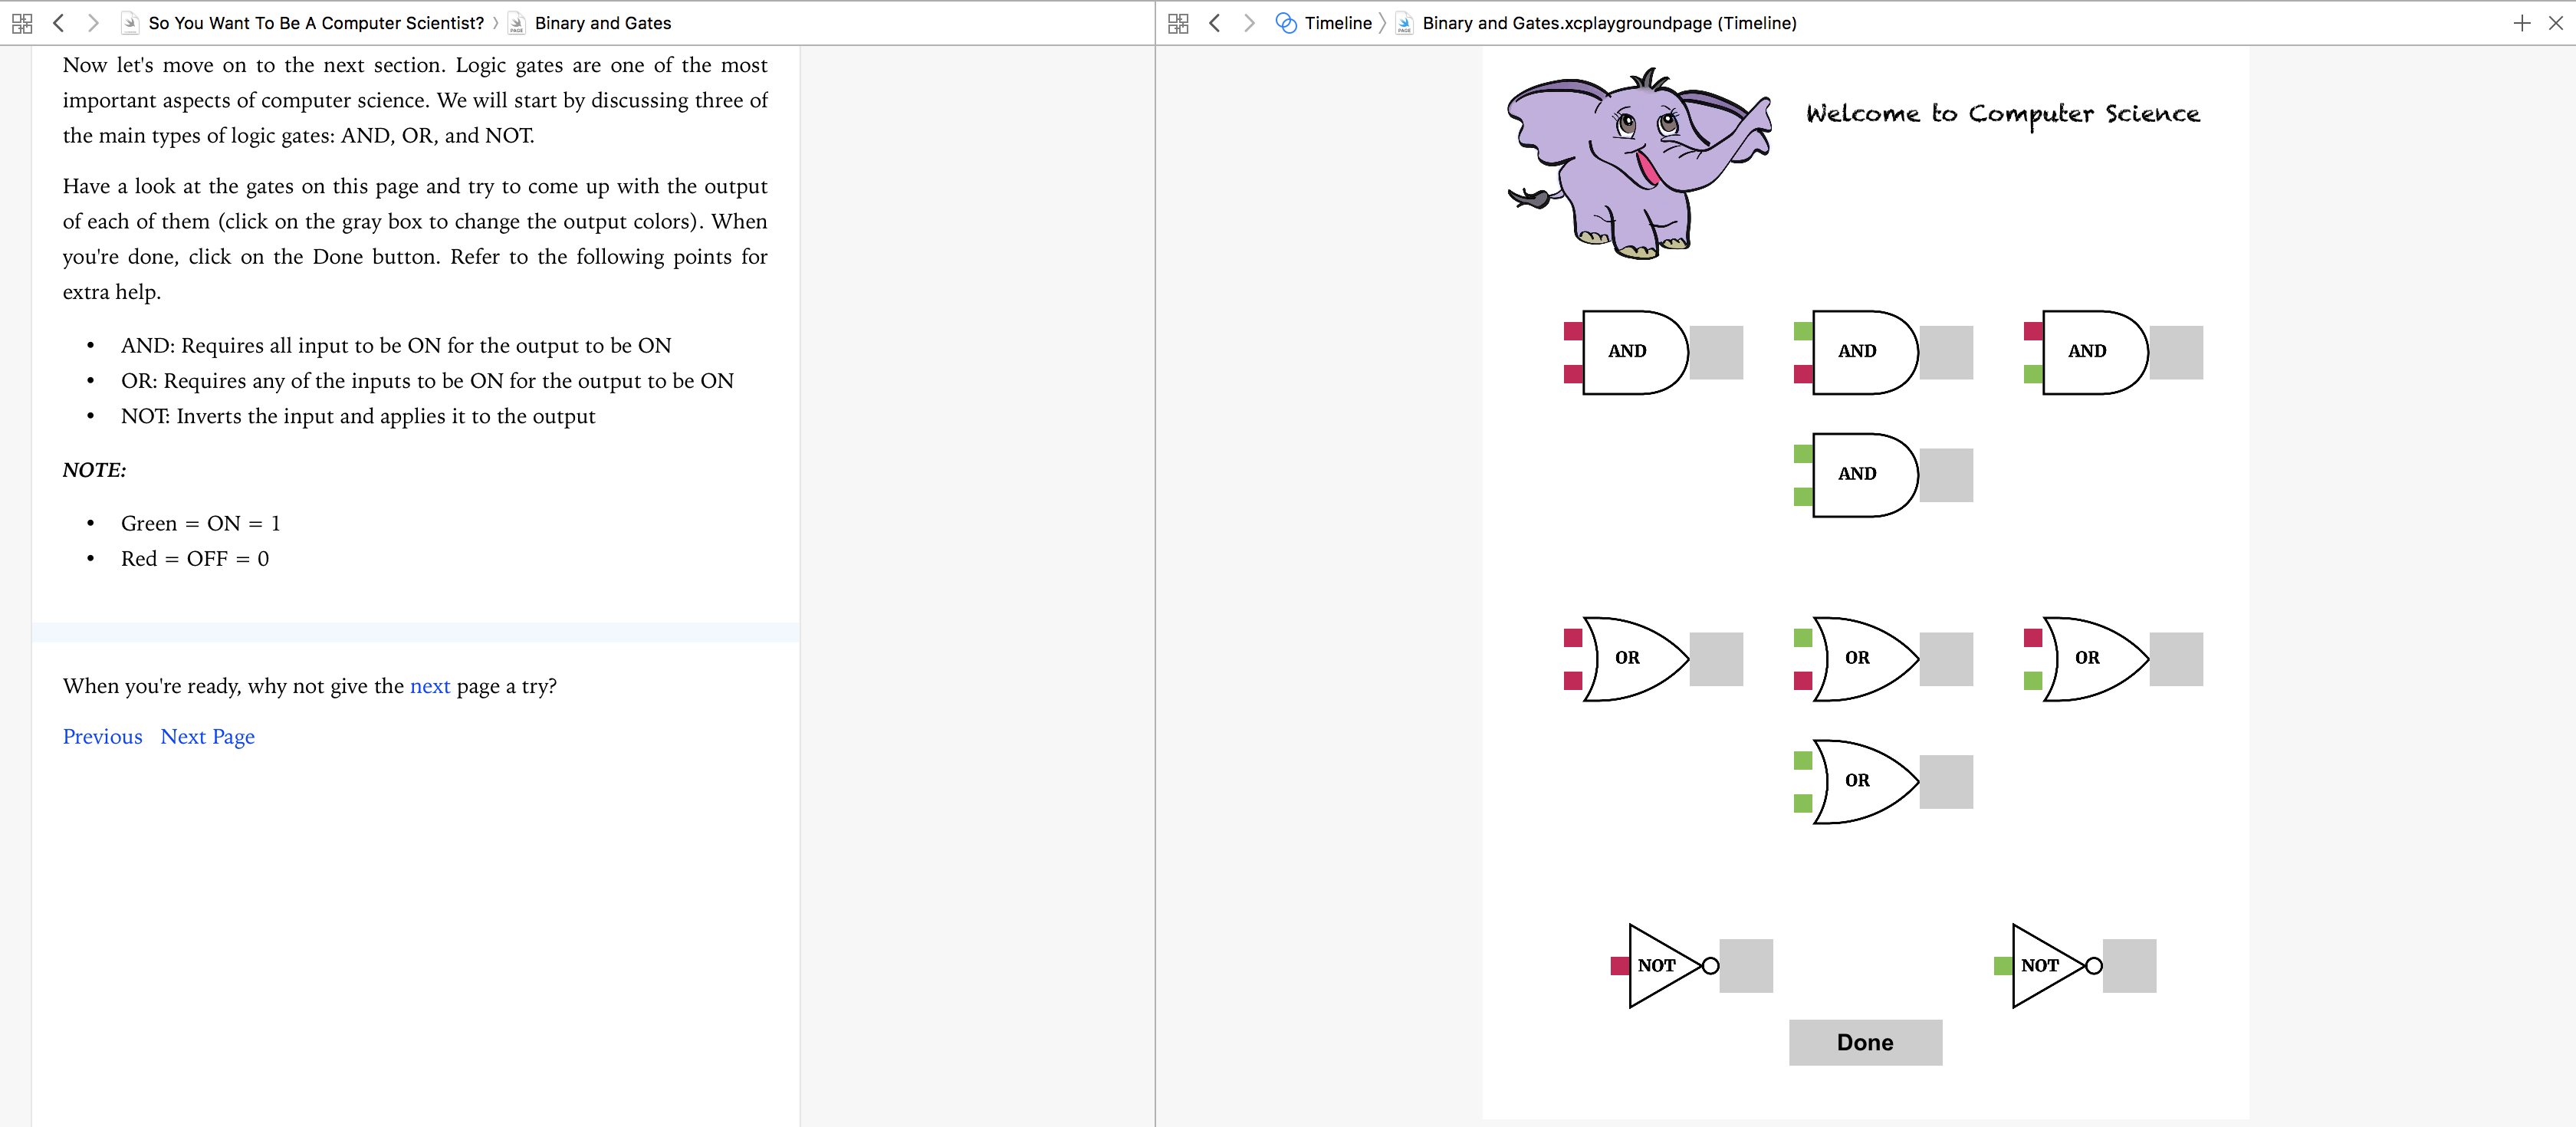 So You Want To Be A Computer Scientist? 〉 Binary and Gates
Timeline 〉 Binary and Gates.xcplaygroundpage (Timeline)
Now let's move on to the next section. Logic gates are one of the most
important aspects of computer science. We will start by discussing three of
the main types of logic gates: AND, OR, and NOT.
Have a look at the gates on this page and try to come up with the output
of each of them (click on the gray box to change the output colors). When
you're done, click on the Done button. Refer to the following points for
extra help.
• AND: Requires all input to be ON for the output to be ON
• OR: Requires any of the inputs to be ON for the output to be ON
• NOT: Inverts the input and applies it to the output
NOTE:
• Green = ON = 1
• Red = OFF = 0
When you're ready, why not give the next page a try?
Previous Next Page
Welcome to Computer Science
AND AND AND
AND
OR OR OR
OR
NOT NOT
Done